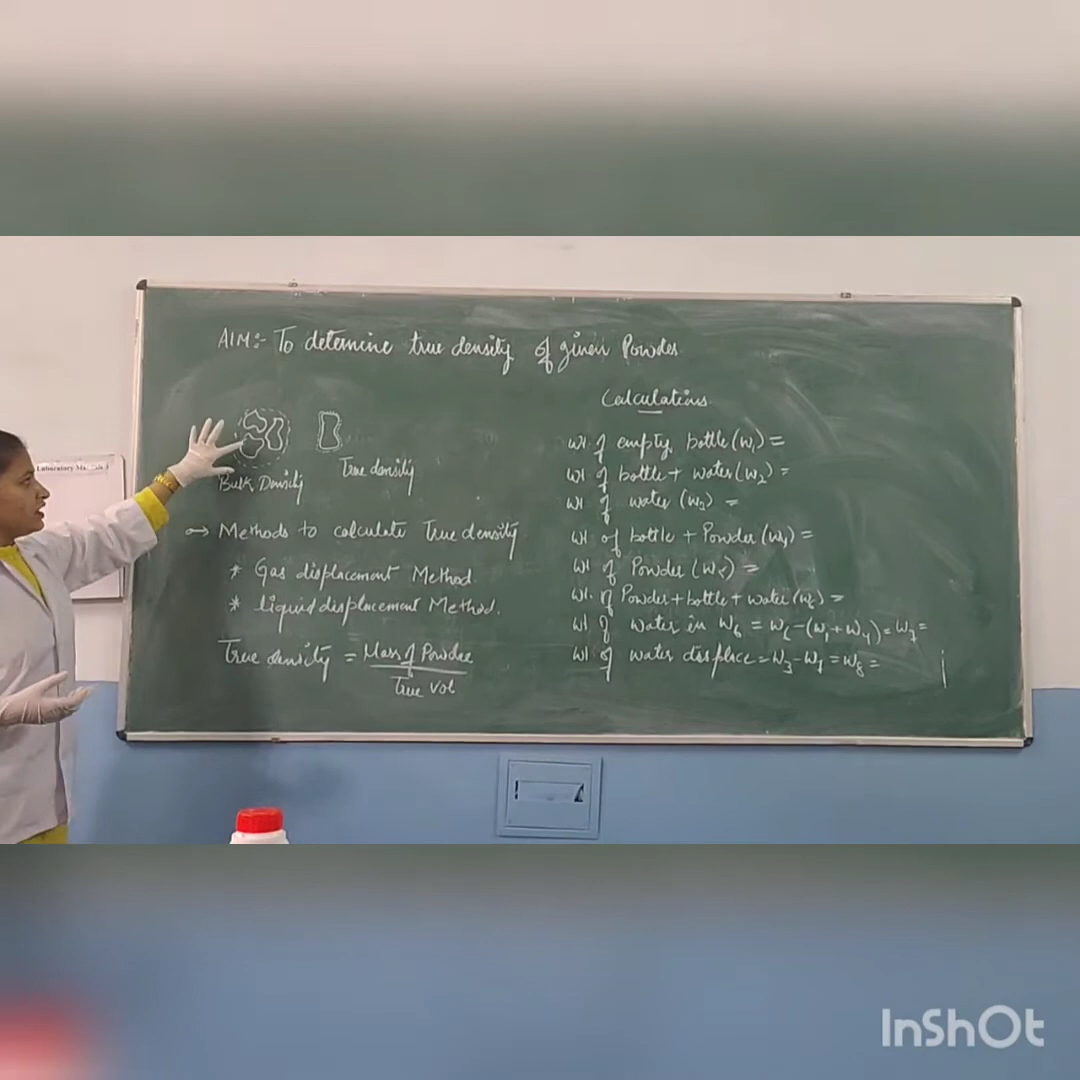 AIM:- To determine true density of given Powder
Bulk Density
True density
→ Methods to calculate True density
* Gas displacement Method
* liquid displacement Method.
True density = Mass of Powder
True vol
Calculations
wt of empty bottle (w₁) =
wt of bottle + water (w₂) =
wt of water (w₃) =
wt of bottle + Powder (w₄) =
wt of Powder (w₅) =
wt. of Powder + bottle + water (w₆) =
wt of water in w₆ = w₆ - (w₁ + w₄) = w₇ =
wt of water displace = w₃ - w₇ = w₈ =
Laboratory
InShOt